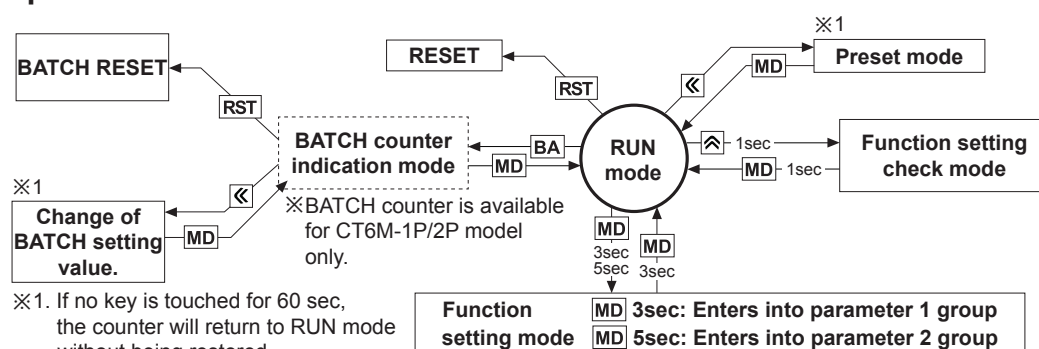 ※1
BATCH RESET
RESET
Preset mode
MD
«
RST
RST
BATCH counter
indication mode
BA
MD
RUN
mode
︽ 1sec
MD 1sec
Function setting
check mode
※1
«
Change of
BATCH setting
value.
MD
※BATCH counter is available
for CT6M-1P/2P model
only.
MD
3sec
5sec
MD
3sec
※1. If no key is touched for 60 sec,
the counter will return to RUN mode
Function
setting mode
MD 3sec: Enters into parameter 1 group
MD 5sec: Enters into parameter 2 group